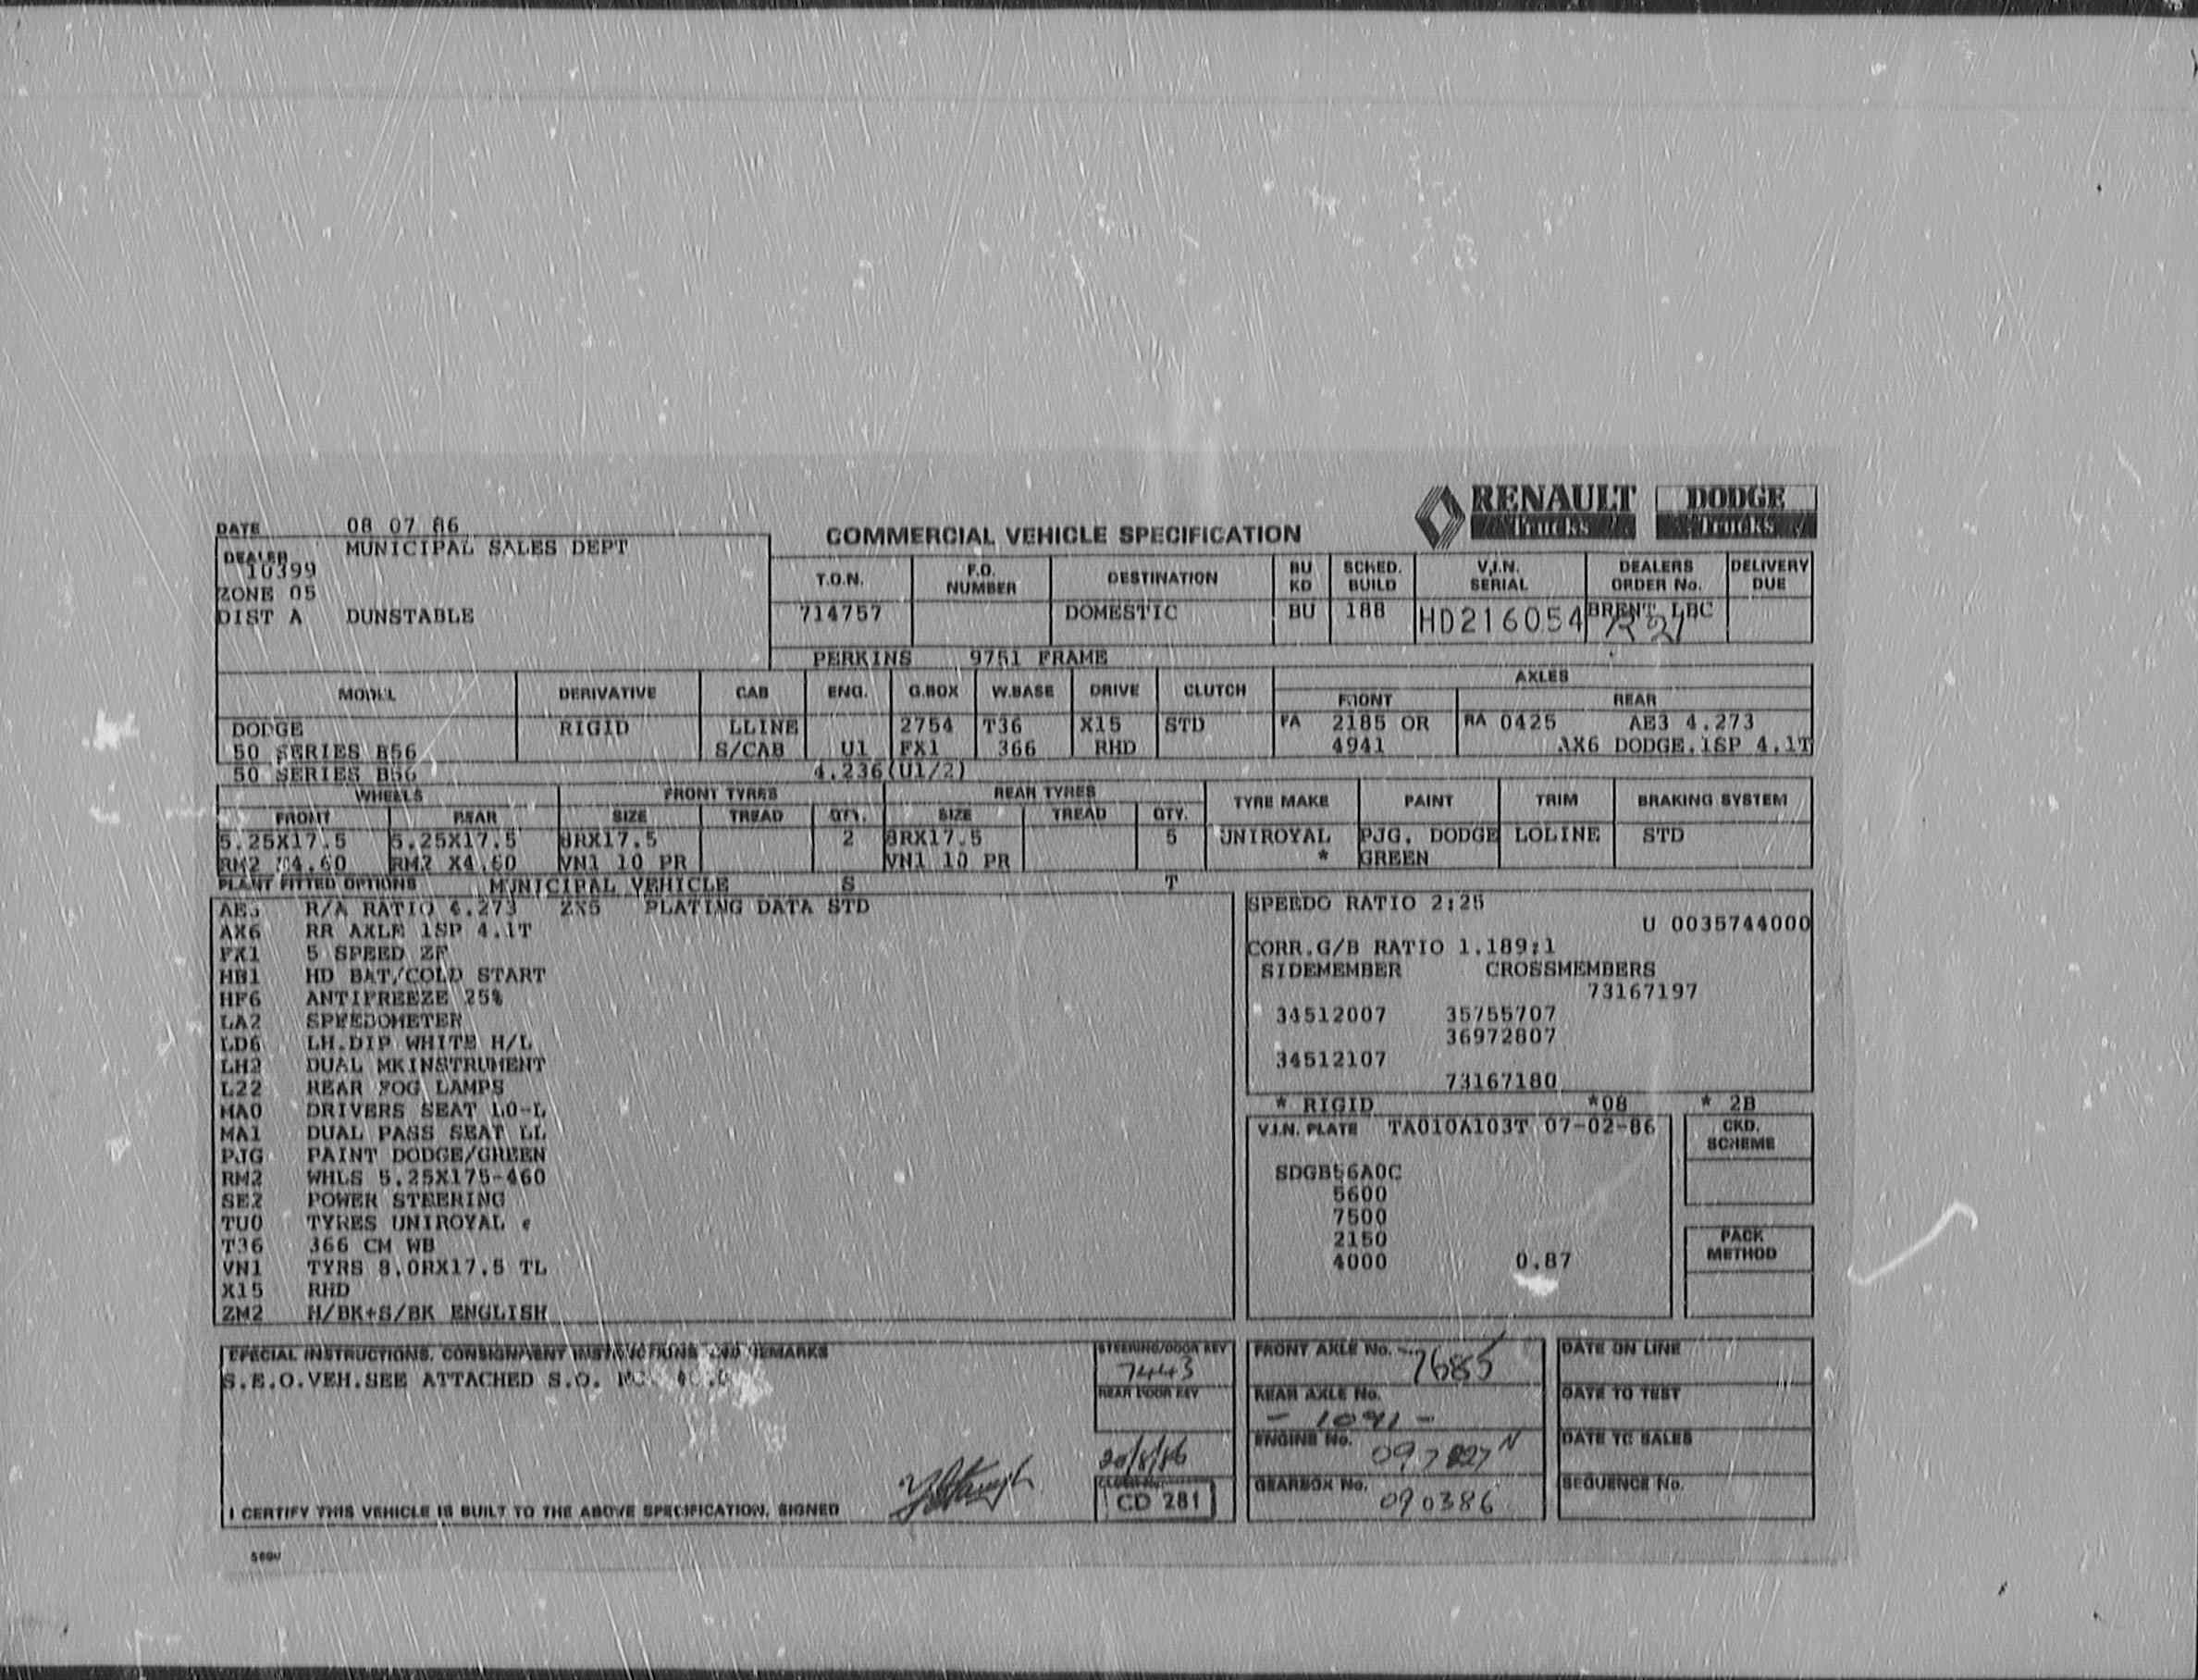 RENAULT Trucks DODGE Trucks
COMMERCIAL VEHICLE SPECIFICATION
DATE 08 07 86
DEALER MUNICIPAL SALES DEPT
10399
ZONE 05
DIST A DUNSTABLE
T.O.N. F.O. NUMBER DESTINATION BU KD SCHED. BUILD V.I.N. SERIAL DEALERS ORDER No. DELIVERY DUE
714757 DOMESTIC BU 188 HD216054 BRENT LBC
PERKINS 9751 FRAME
MODEL DERIVATIVE CAB ENG. G.BOX W.BASE DRIVE CLUTCH AXLES
FRONT REAR
DODGE RIGID LLINE 2754 T36 X15 STD FA 2185 OR RA 0425 AE3 4.273
50 SERIES B56 S/CAB U1 FX1 366 RHD 4941 AX6 DODGE.1SP 4.1T
50 SERIES B56 4.236(U1/2)
WHEELS FRONT TYRES REAR TYRES TYRE MAKE PAINT TRIM BRAKING SYSTEM
FRONT REAR SIZE TREAD QTY. SIZE TREAD QTY.
5.25X17.5 5.25X17.5 8RX17.5 2 8RX17.5 5 UNIROYAL PJG. DODGE LOLINE STD
RM2 X4.60 RM2 X4.60 VN1 10 PR VN1 10 PR * GREEN
PLANT FITTED OPTIONS MUNICIPAL VEHICLE S T
AE3 R/A RATIO 4.273 ZX5 PLATING DATA STD
AX6 RR AXLE 1SP 4.1T
FX1 5 SPEED ZF
HB1 HD BAT/COLD START
HF6 ANTIFREEZE 25%
LA2 SPEEDOMETER
LD6 LH.DIP WHITE H/L
LH2 DUAL MKINSTRUMENT
L22 REAR FOG LAMPS
MA0 DRIVERS SEAT LO-L
MA1 DUAL PASS SEAT LL
PJG PAINT DODGE/GREEN
RM2 WHLS 5.25X175-460
SE2 POWER STEERING
TU0 TYRES UNIROYAL
T36 366 CM WB
VN1 TYRS 8.0RX17.5 TL
X15 RHD
ZM2 H/BK+S/BK ENGLISH
SPEEDO RATIO 2:25
U 0035744000
CORR.G/B RATIO 1.189:1
SIDEMEMBER CROSSMEMBERS
73167197
34512007 35755707
36972807
34512107
73167180
* RIGID *08 * 2B
V.I.N. PLATE TA010A103T 07-02-86
SDGB56A0C
5600
7500
2150
4000 0.87
CKD. SCHEME
PACK METHOD
SPECIAL INSTRUCTIONS, CONSIGNMENT INSTRUCTIONS AND REMARKS
S.E.O.VEH.SEE ATTACHED S.O.
I CERTIFY THIS VEHICLE IS BUILT TO THE ABOVE SPECIFICATION. SIGNED
STEERING/DOOR KEY
7443
REAR DOOR KEY
20/8/86
CD 281
FRONT AXLE No. 7685
REAR AXLE No.
- 1091 -
ENGINE No.
GEARBOX No. 090386
DATE ON LINE
DATE TO TEST
DATE TO SALES
SEQUENCE No.